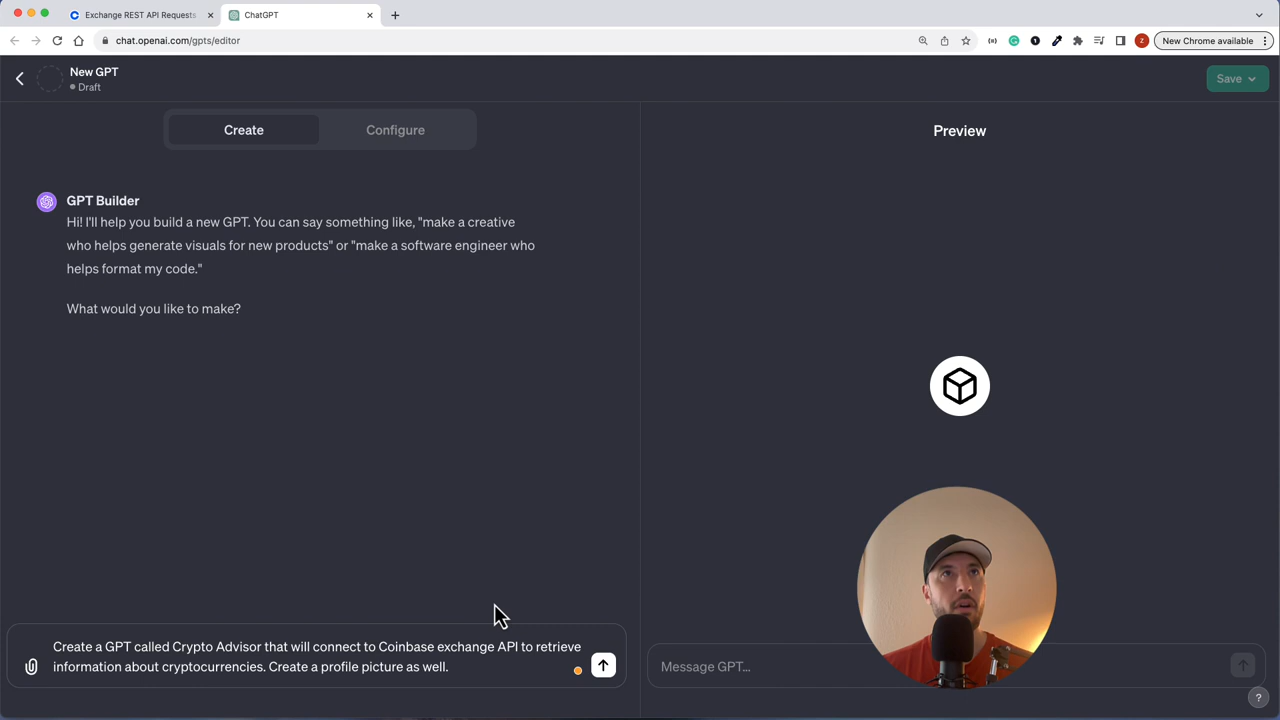 Exchange REST API Requests
ChatGPT
chat.openai.com/gpts/editor
New Chrome available
New GPT
Draft
Save
Create
Configure
Preview
GPT Builder
Hi! I'll help you build a new GPT. You can say something like, "make a creative
who helps generate visuals for new products" or "make a software engineer who
helps format my code."
What would you like to make?
Create a GPT called Crypto Advisor that will connect to Coinbase exchange API to retrieve
information about cryptocurrencies. Create a profile picture as well.
Message GPT…
?